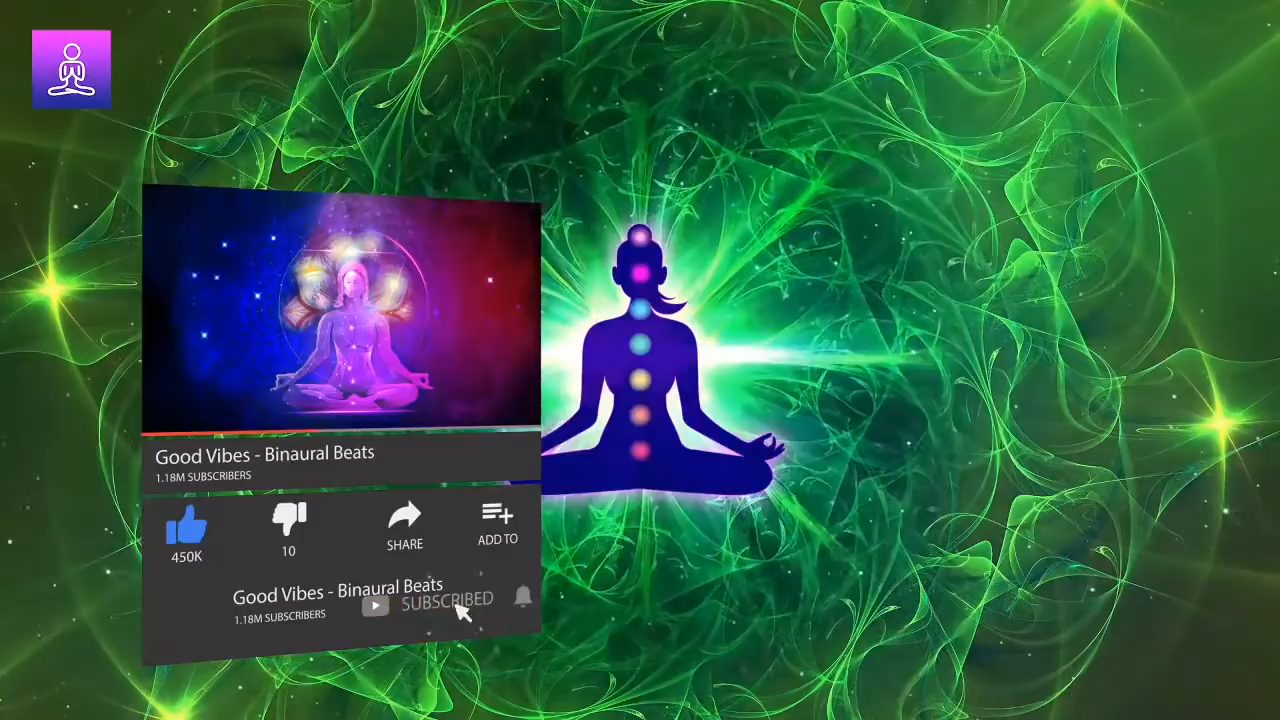 Good Vibes - Binaural Beats
1.18M SUBSCRIBERS
450K
10
SHARE
ADD TO
Good Vibes - Binaural Beats
1.18M SUBSCRIBERS
SUBSCRIBED